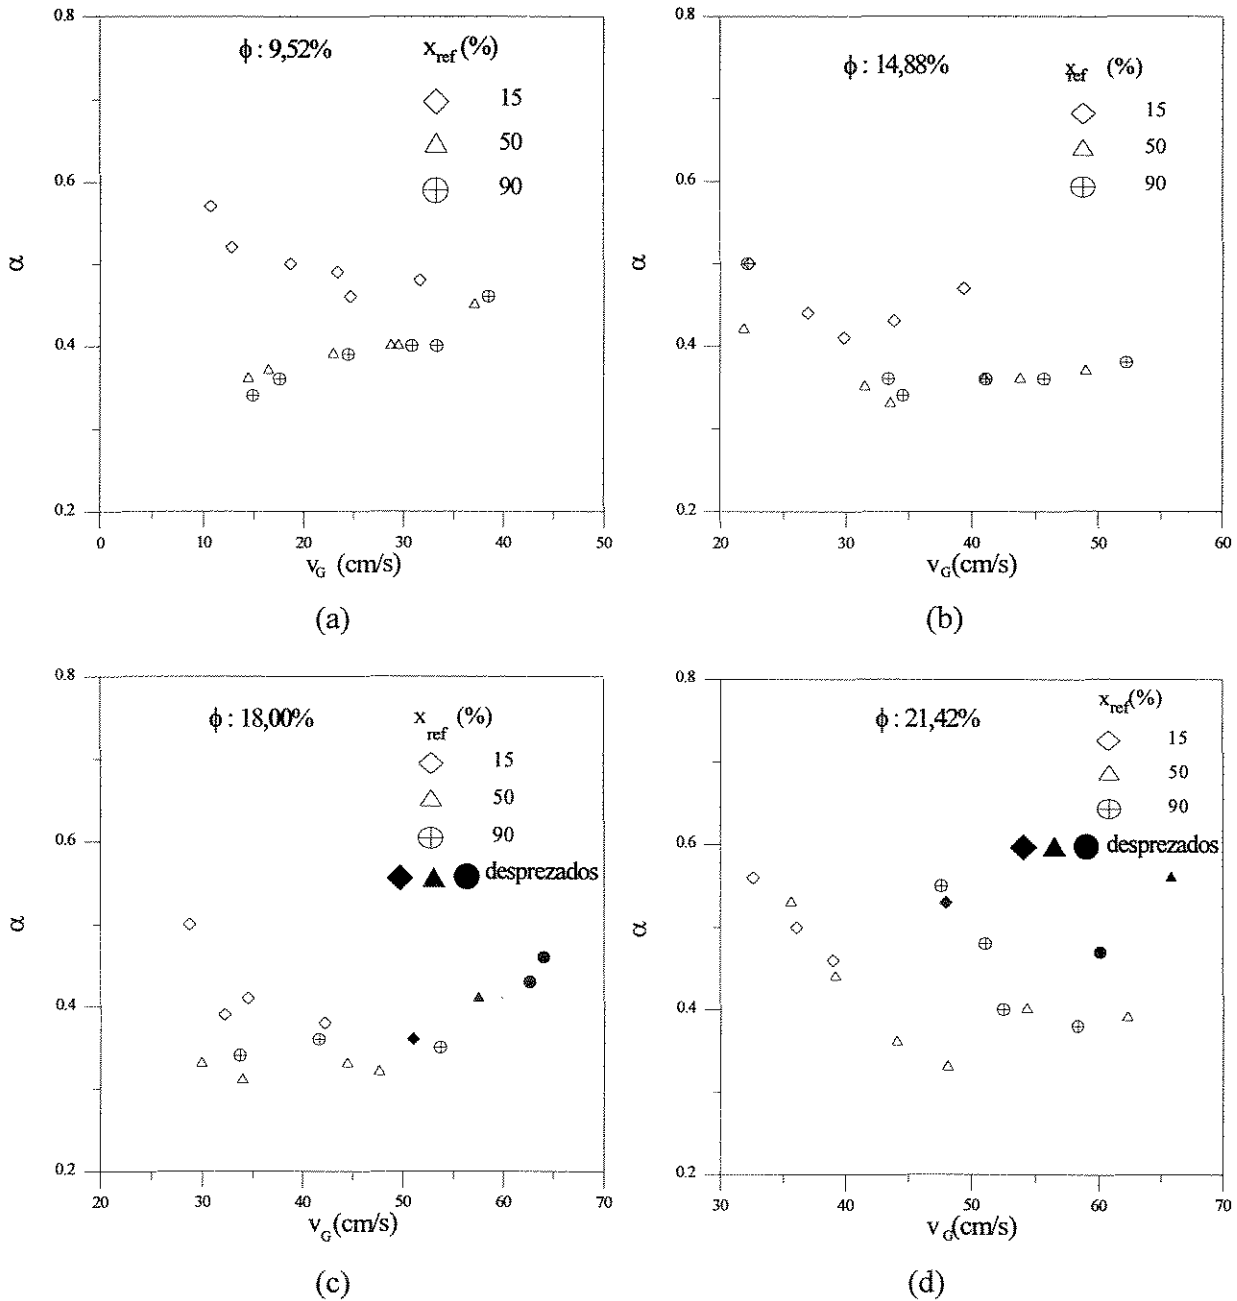 0.8
ϕ : 9,52%
x_ref (%)
15
50
90
0.6
α
0.4
0.2
0
10
20
30
40
50
v_G (cm/s)
(a)
0.8
ϕ : 14,88%
x_ref (%)
15
50
90
0.6
α
0.4
0.2
20
30
40
50
60
v_G (cm/s)
(b)
0.8
ϕ : 18,00%
x_ref (%)
15
50
90
desprezados
0.6
α
0.4
0.2
20
30
40
50
60
70
v_G (cm/s)
(c)
0.8
ϕ : 21,42%
x_ref (%)
15
50
90
desprezados
0.6
α
0.4
0.2
30
40
50
60
70
v_G (cm/s)
(d)